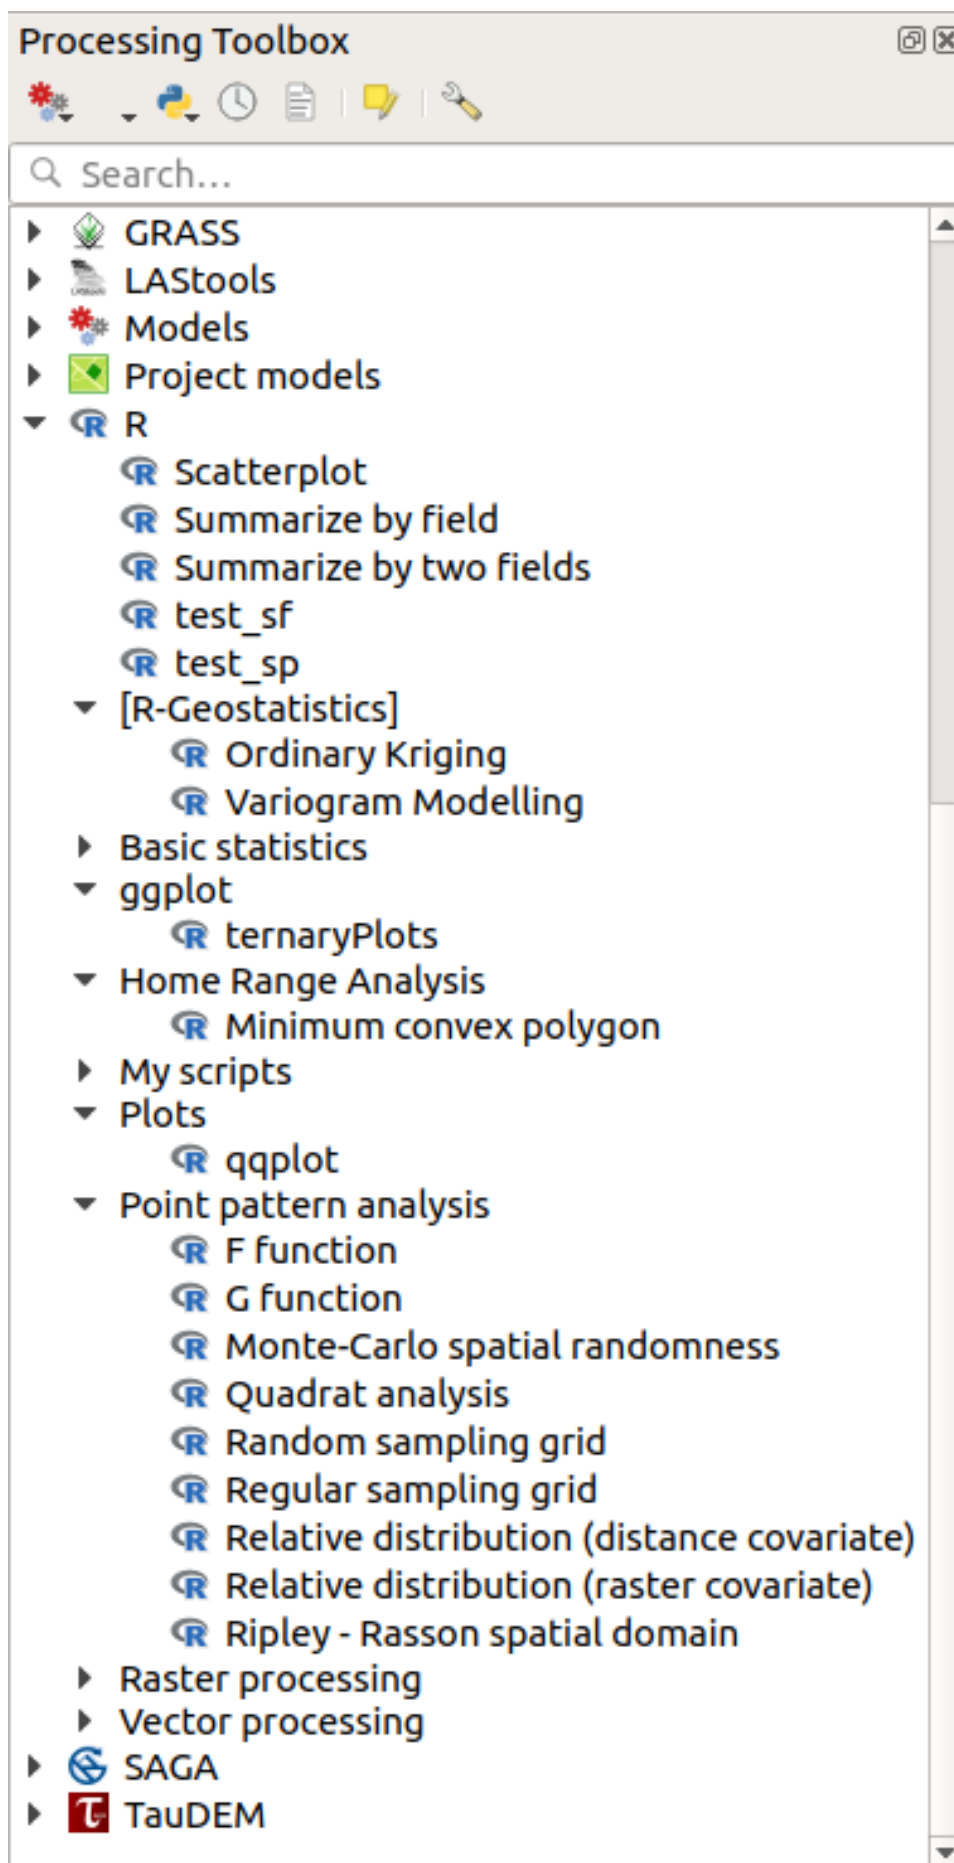 Processing Toolbox
Search...
GRASS
LAStools
Models
Project models
R
Scatterplot
Summarize by field
Summarize by two fields
test_sf
test_sp
[R-Geostatistics]
Ordinary Kriging
Variogram Modelling
Basic statistics
ggplot
ternaryPlots
Home Range Analysis
Minimum convex polygon
My scripts
Plots
qqplot
Point pattern analysis
F function
G function
Monte-Carlo spatial randomness
Quadrat analysis
Random sampling grid
Regular sampling grid
Relative distribution (distance covariate)
Relative distribution (raster covariate)
Ripley - Rasson spatial domain
Raster processing
Vector processing
SAGA
TauDEM